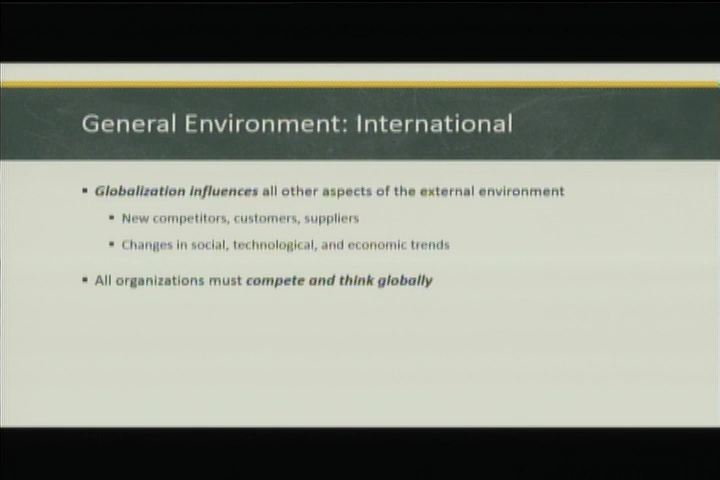 General Environment: International
▪ Globalization influences all other aspects of the external environment
▪ New competitors, customers, suppliers
▪ Changes in social, technological, and economic trends
▪ All organizations must compete and think globally